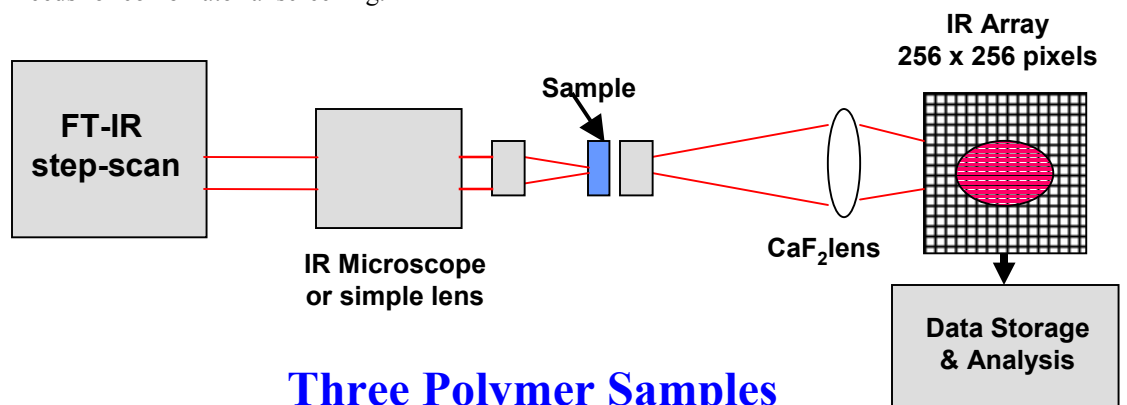 IR Array
256 x 256 pixels
FT-IR
step-scan
Sample
CaF2lens
IR Microscope
or simple lens
Data Storage
& Analysis
Three Polymer Samples